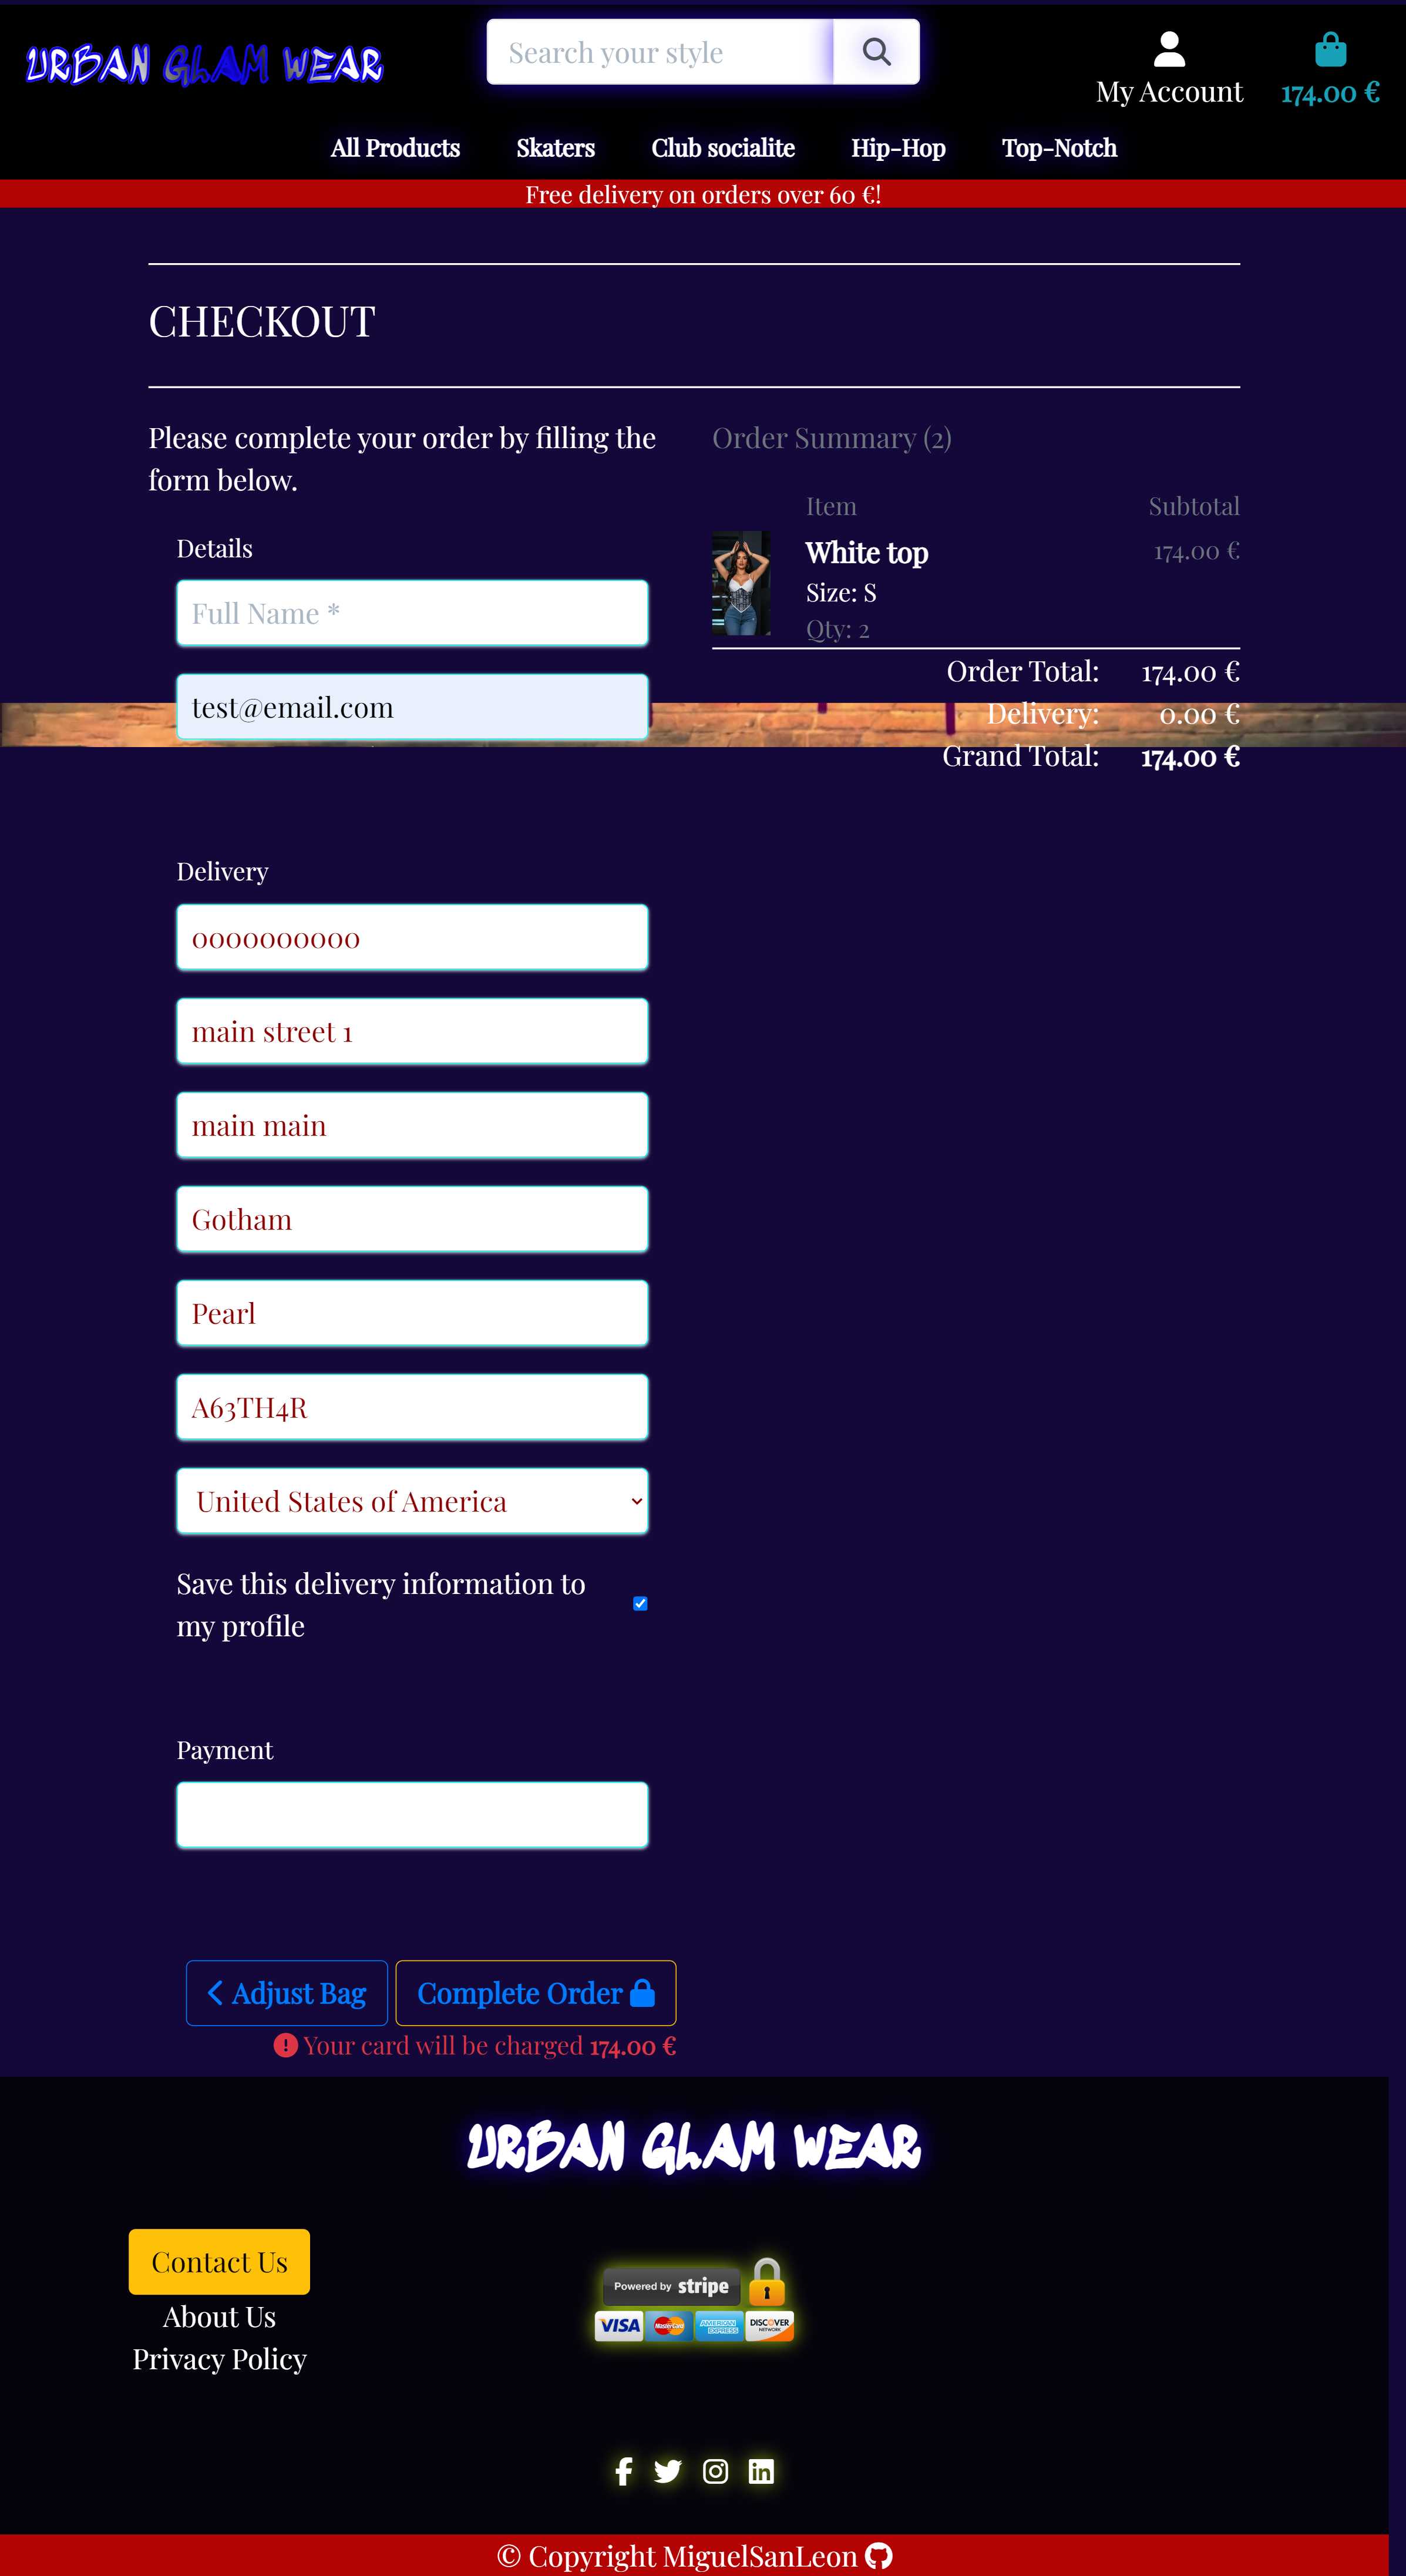 URBAN GLAM WEAR
Search your style
My Account
174.00 €
All Products Skaters Club socialite Hip-Hop Top-Notch
Free delivery on orders over 60 €!
CHECKOUT
Please complete your order by filling the
form below.
Details
Full Name *
test@email.com
Order Summary (2)
Item Subtotal
White top 174.00 €
Size: S
Qty: 2
Order Total: 174.00 €
Delivery: 0.00 €
Grand Total: 174.00 €
Delivery
0000000000
main street 1
main main
Gotham
Pearl
A63TH4R
United States of America
Save this delivery information to
my profile
Payment
Adjust Bag Complete Order
Your card will be charged 174.00 €
URBAN GLAM WEAR
Contact Us
About Us
Privacy Policy
Powered by stripe
VISA MasterCard AMERICAN EXPRESS DISCOVER NETWORK
© Copyright MiguelSanLeon